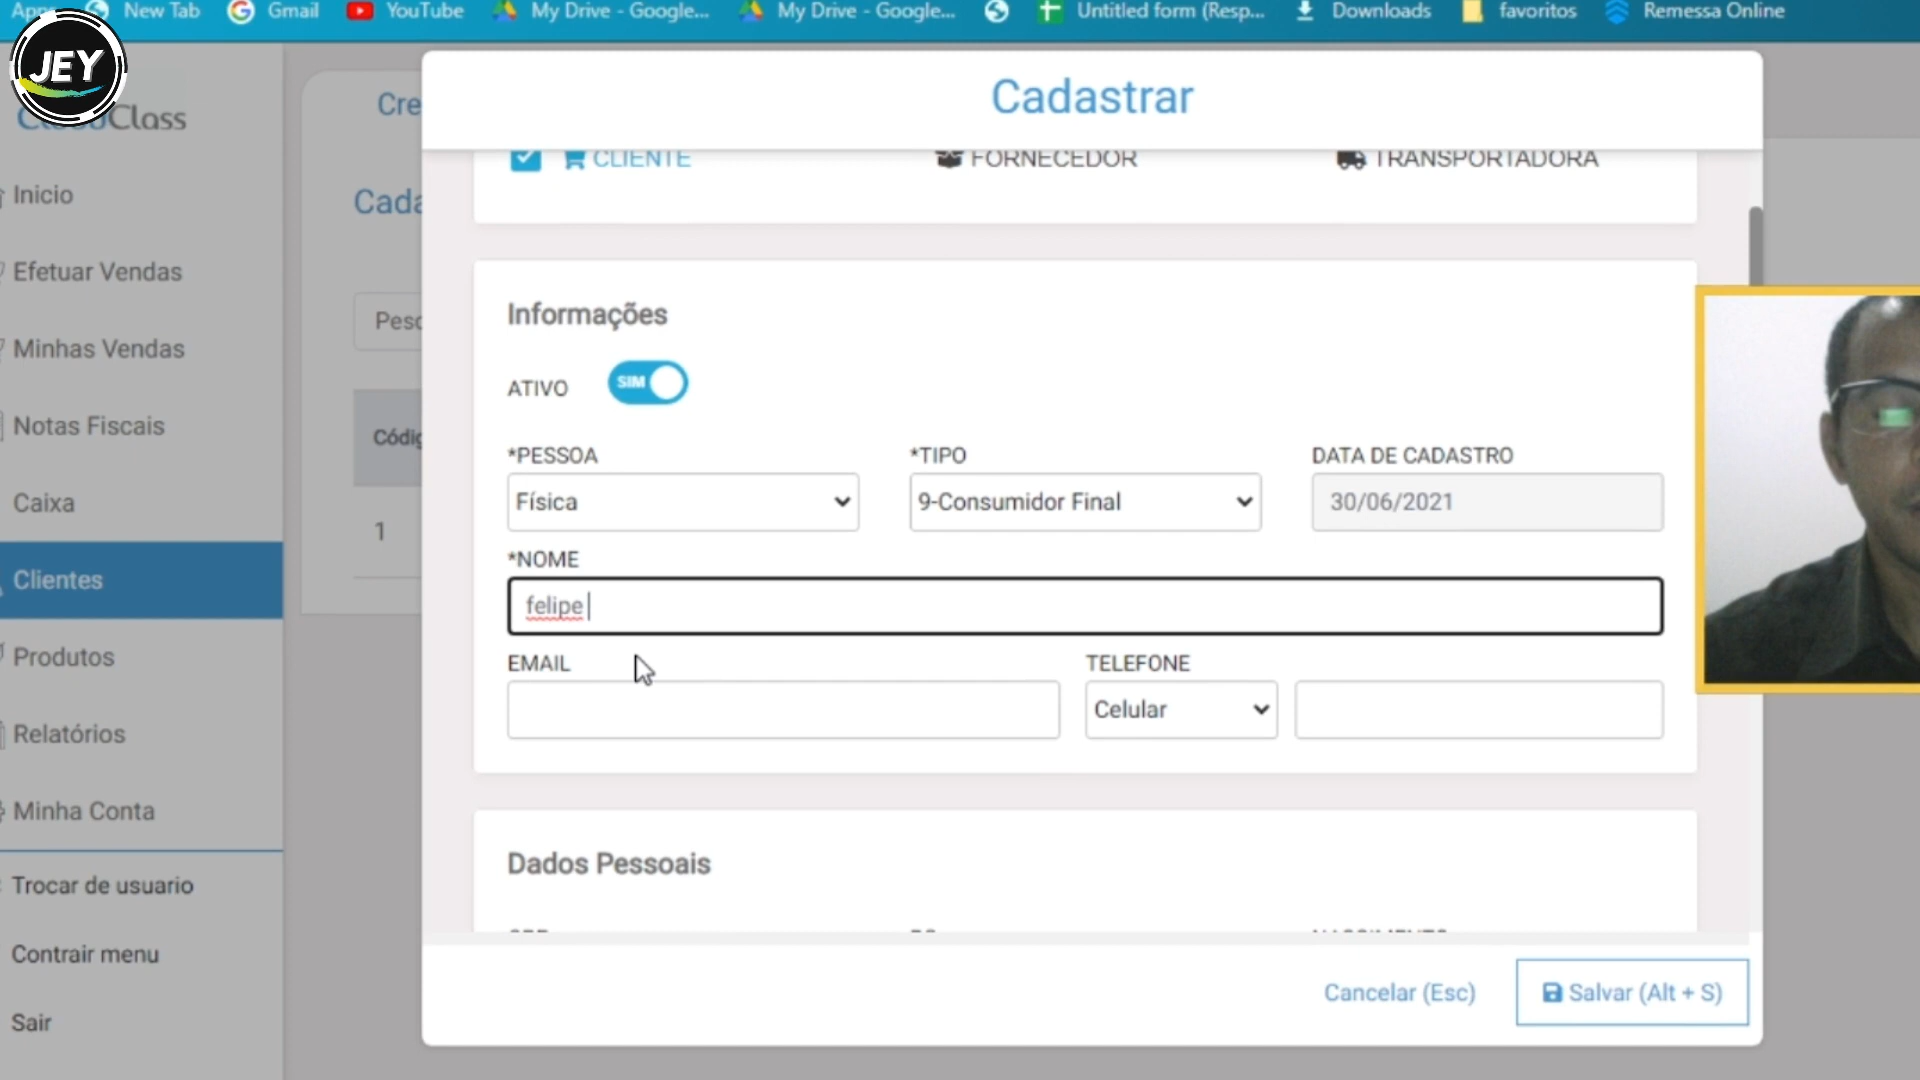 New Tab
Gmail
YouTube
My Drive - Google...
My Drive - Google...
Untitled form (Resp...
Downloads
favoritos
Remessa Online
JEY
Class
Inicio
Efetuar Vendas
Minhas Vendas
Notas Fiscais
Caixa
Clientes
Produtos
Relatórios
Minha Conta
Trocar de usuario
Contrair menu
Sair
Cre
Cada
Pesq
Códig
1
Cadastrar
CLIENTE
FORNECEDOR
TRANSPORTADORA
Informações
ATIVO
SIM
*PESSOA
*TIPO
DATA DE CADASTRO
Física
9-Consumidor Final
30/06/2021
*NOME
felipe
EMAIL
TELEFONE
Celular
Dados Pessoais
Cancelar (Esc)
Salvar (Alt + S)